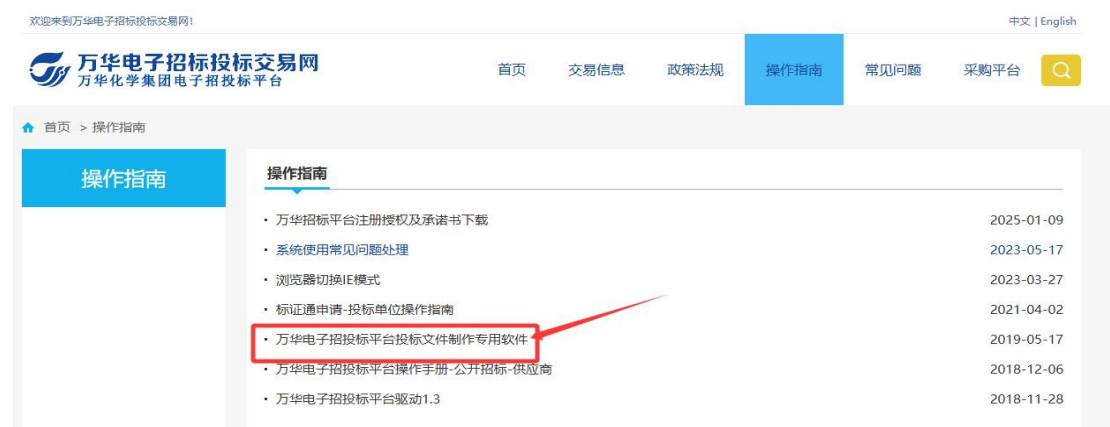 欢迎来到万华电子招标投标交易网!
中文 | English
万华电子招标投标交易网
万华化学集团电子招投标平台
首页 交易信息 政策法规 操作指南 常见问题 采购平台
首页 > 操作指南
操作指南
操作指南
· 万华招标平台注册授权及承诺书下载 2025-01-09
· 系统使用常见问题处理 2023-05-17
· 浏览器切换IE模式 2023-03-27
· 标证通申请-投标单位操作指南 2021-04-02
· 万华电子招投标平台投标文件制作专用软件 2019-05-17
· 万华电子招投标平台操作手册-公开招标-供应商 2018-12-06
· 万华电子招投标平台驱动1.3 2018-11-28